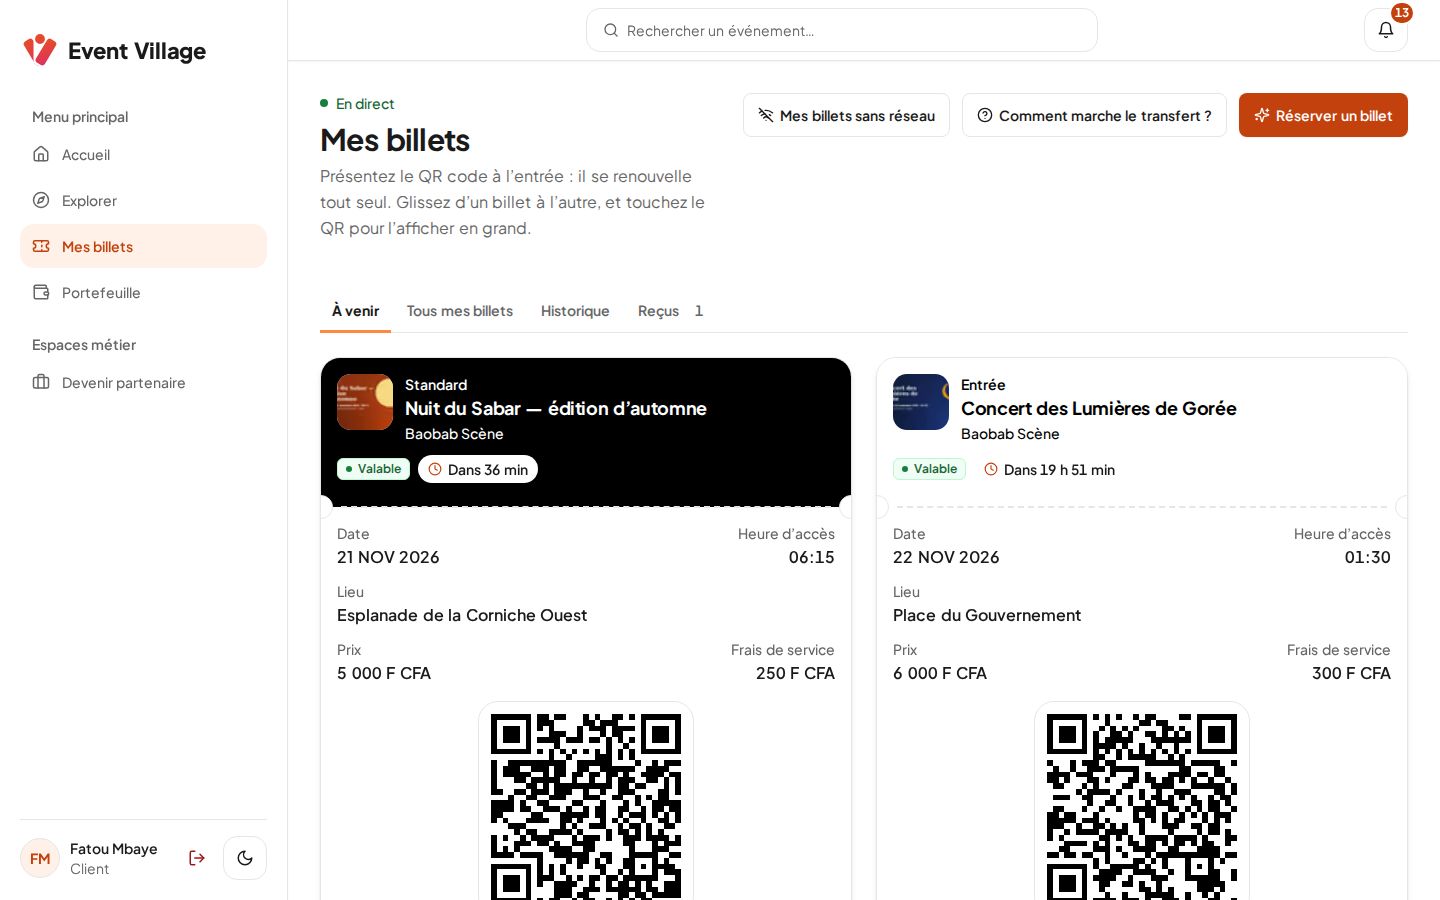 Event Village
Rechercher un événement…
13
Menu principal
Accueil
Explorer
Mes billets
Portefeuille
Espaces métier
Devenir partenaire
En direct
Mes billets
Présentez le QR code à l’entrée : il se renouvelle
tout seul. Glissez d’un billet à l’autre, et touchez le
QR pour l’afficher en grand.
Mes billets sans réseau
Comment marche le transfert ?
Réserver un billet
À venir
Tous mes billets
Historique
Reçus 1
Standard
Nuit du Sabar — édition d’automne
Baobab Scène
Valable
Dans 36 min
Date
Heure d’accès
21 NOV 2026
06:15
Lieu
Esplanade de la Corniche Ouest
Prix
Frais de service
5 000 F CFA
250 F CFA
Entrée
Concert des Lumières de Gorée
Baobab Scène
Valable
Dans 19 h 51 min
Date
Heure d’accès
22 NOV 2026
01:30
Lieu
Place du Gouvernement
Prix
Frais de service
6 000 F CFA
300 F CFA
FM
Fatou Mbaye
Client